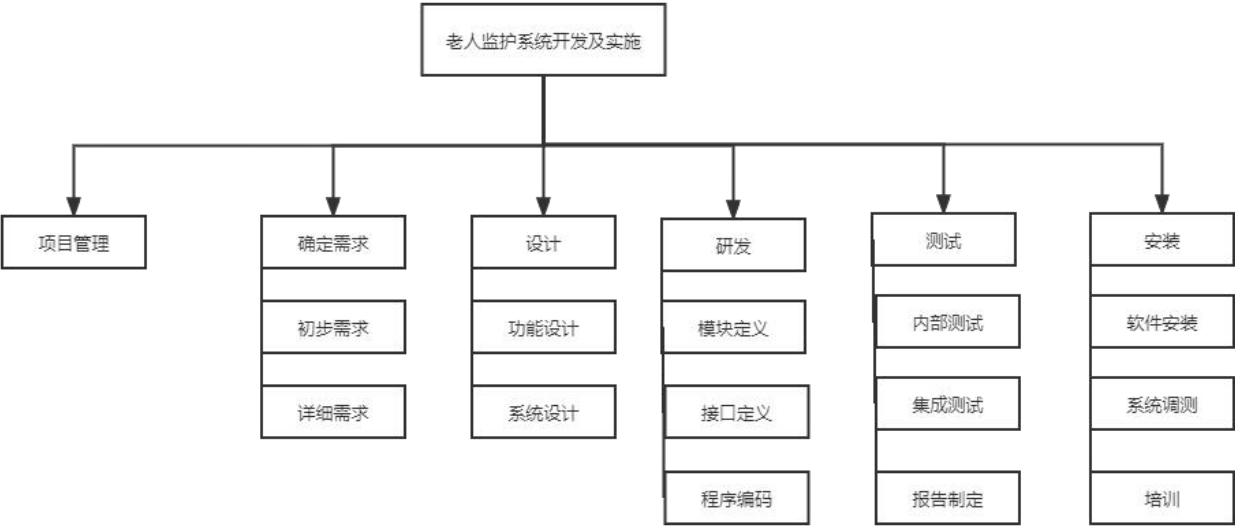 老人监护系统开发及实施
项目管理
确定需求
设计
研发
测试
安装
初步需求
功能设计
模块定义
内部测试
软件安装
详细需求
系统设计
接口定义
集成测试
系统调测
程序编码
报告制定
培训